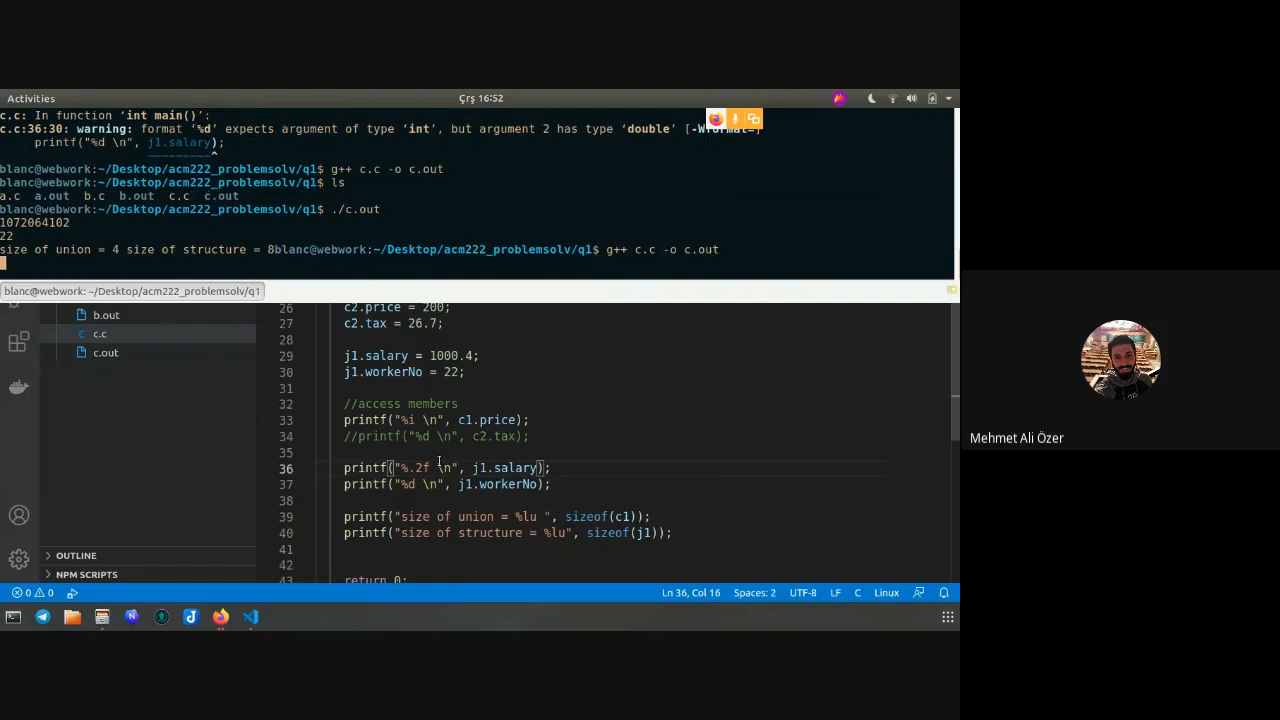 Activities
Çrş 16:52
c.c: In function ‘int main()’:
c.c:36:30: warning: format ‘%d’ expects argument of type ‘int’, but argument 2 has type ‘double’ [-Wformat=]
printf("%d \n", j1.salary);
~~~~~~~~~^
blanc@webwork:~/Desktop/acm222_problemsolv/q1$ g++ c.c -o c.out
blanc@webwork:~/Desktop/acm222_problemsolv/q1$ ls
a.c a.out b.c b.out c.c c.out
blanc@webwork:~/Desktop/acm222_problemsolv/q1$ ./c.out
1072064102
22
size of union = 4 size of structure = 8blanc@webwork:~/Desktop/acm222_problemsolv/q1$ g++ c.c -o c.out
blanc@webwork: ~/Desktop/acm222_problemsolv/q1
b.out
C c.c
c.out
OUTLINE
NPM SCRIPTS
26 c2.price = 200;
27 c2.tax = 26.7;
28
29 j1.salary = 1000.4;
30 j1.workerNo = 22;
31
32 //access members
33 printf("%i \n", c1.price);
34 //printf("%d \n", c2.tax);
35
36 printf("%.2f \n", j1.salary);
37 printf("%d \n", j1.workerNo);
38
39 printf("size of union = %lu ", sizeof(c1));
40 printf("size of structure = %lu", sizeof(j1));
41
42
43 return 0;
0 0
Ln 36, Col 16 Spaces: 2 UTF-8 LF C Linux
Mehmet Ali Özer